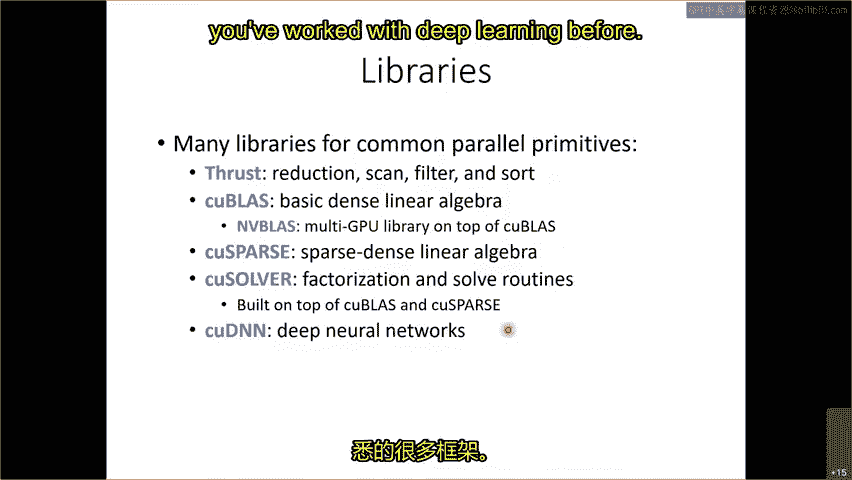 you've worked with deep learning before.
Libraries
• Many libraries for common parallel primitives:
• Thrust: reduction, scan, filter, and sort
• cuBLAS: basic dense linear algebra
• NVBLAS: multi-GPU library on top of cuBLAS
• cuSPARSE: sparse-dense linear algebra
• cuSOLVER: factorization and solve routines
• Built on top of cuBLAS and cuSPARSE
• cuDNN: deep neural networks
悉的很多框架。
+15